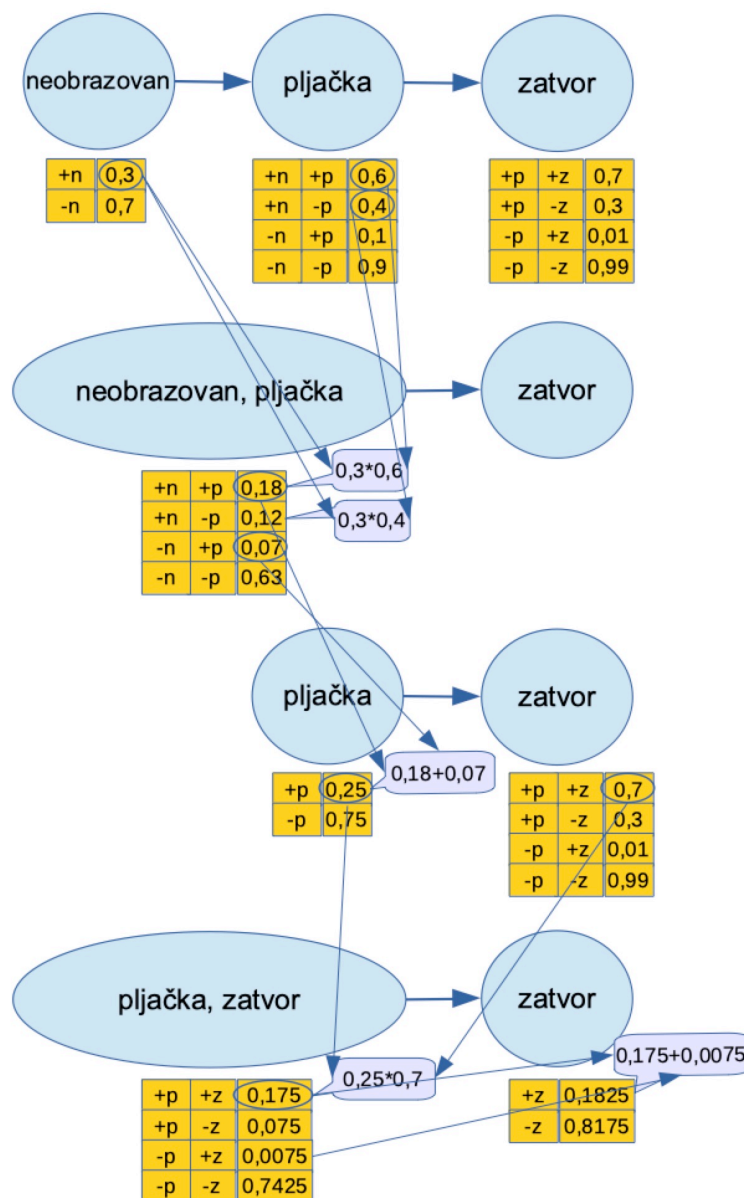 neobrazovan pljačka zatvor
+n 0,3 +n +p 0,6 +p +z 0,7
-n 0,7 +n -p 0,4 +p -z 0,3
-n +p 0,1 -p +z 0,01
-n -p 0,9 -p -z 0,99
neobrazovan, pljačka zatvor
0,3*0,6
+n +p 0,18
+n -p 0,12 0,3*0,4
-n +p 0,07
-n -p 0,63
pljačka zatvor
0,18+0,07
+p 0,25 +p +z 0,7
-p 0,75 +p -z 0,3
-p +z 0,01
-p -z 0,99
pljačka, zatvor zatvor
0,175+0,0075
0,25*0,7
+p +z 0,175 +z 0,1825
+p -z 0,075 -z 0,8175
-p +z 0,0075
-p -z 0,7425